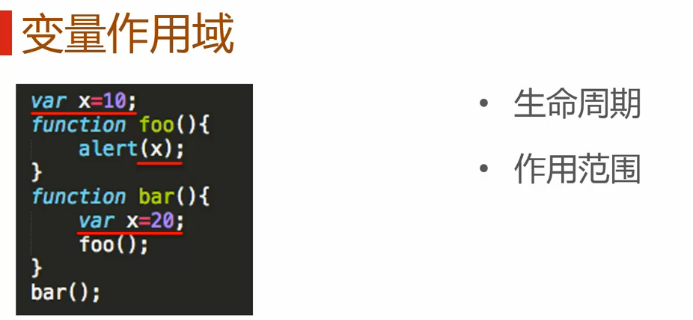 变量作用域
var x=10;
function foo(){
    alert(x);
}
function bar(){
    var x=20;
    foo();
}
bar();
• 生命周期
• 作用范围